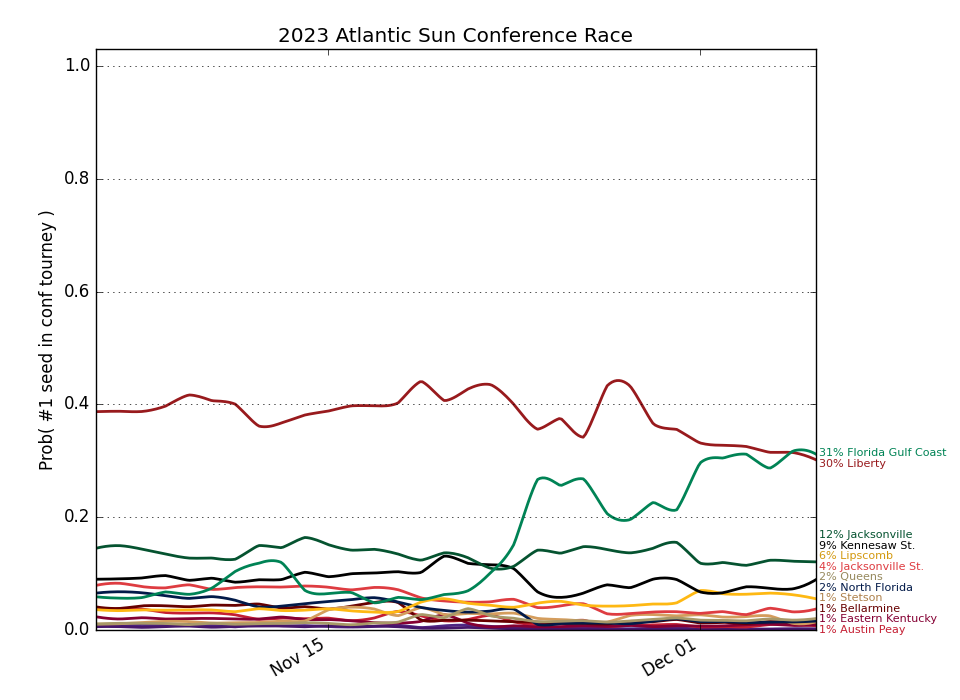 2023 Atlantic Sun Conference Race
Prob( #1 seed in conf tourney )
1.0
0.8
0.6
0.4
0.2
0.0
Nov 15
Dec 01
31% Florida Gulf Coast
30% Liberty
12% Jacksonville
9% Kennesaw St.
6% Lipscomb
4% Jacksonville St.
2% Queens
2% North Florida
1% Stetson
1% Bellarmine
1% Eastern Kentucky
1% Austin Peay